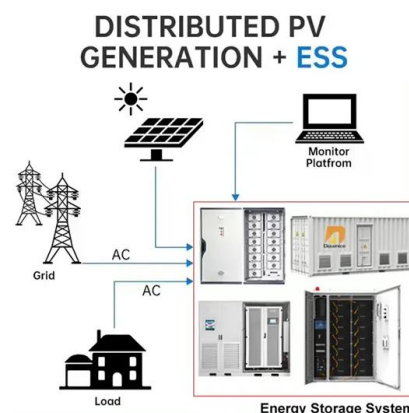 DISTRIBUTED PV
GENERATION + ESS
Monitor
Platfrom
AC
Grid
AC
Load
Energy Storage System